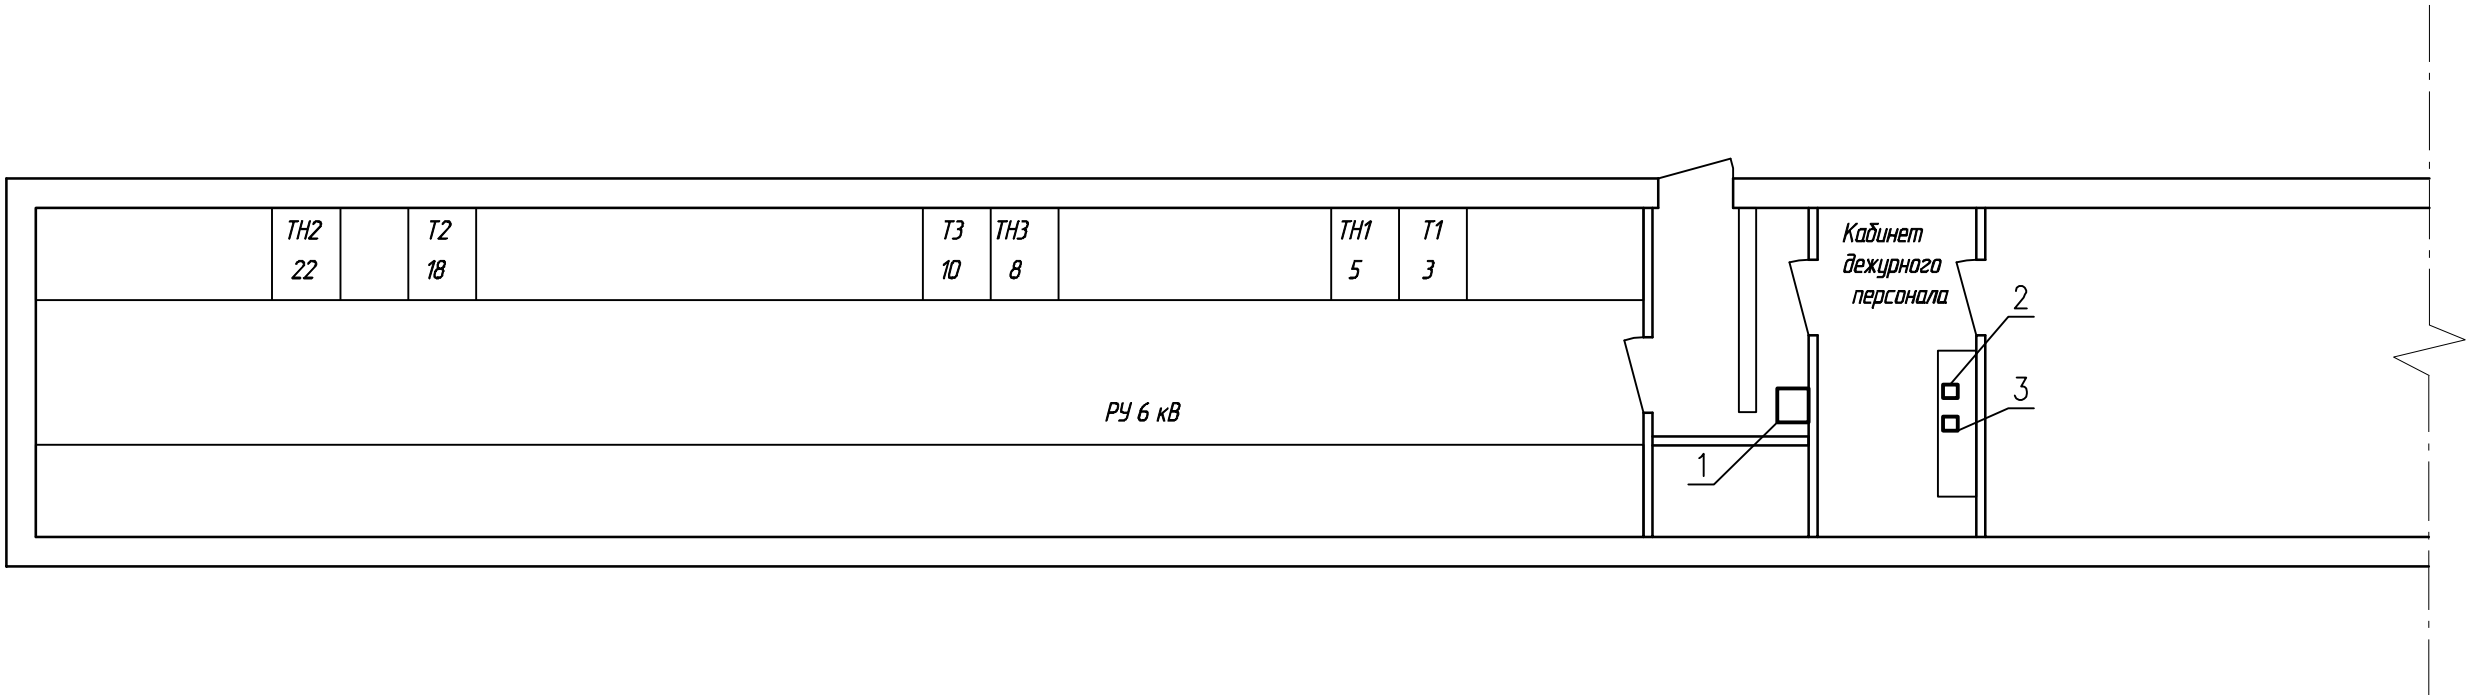 ТН2
22
Т2
18
Т3
10
ТН3
8
ТН1
5
Т1
3
Кабинет
дежурного
персонала
2
3
РУ 6 кВ
1